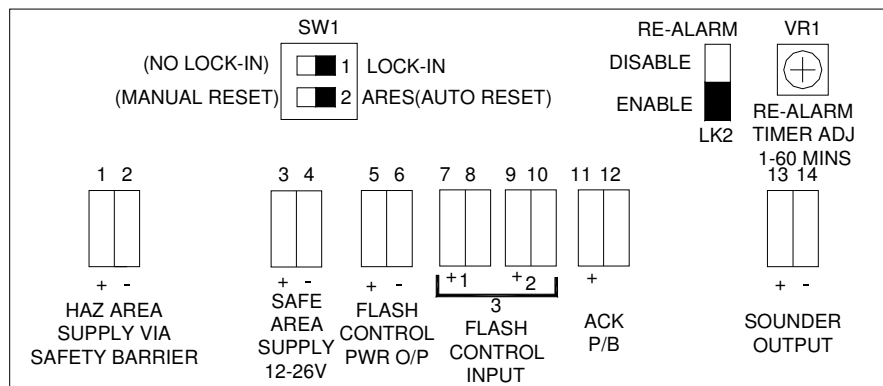 SW1
RE-ALARM
VR1
(NO LOCK-IN) 1 LOCK-IN
DISABLE
(MANUAL RESET) 2 ARES(AUTO RESET)
ENABLE
LK2
RE-ALARM
TIMER ADJ
1-60 MINS
1 2 3 4 5 6 7 8 9 10 11 12 13 14
+ - + - + - +1 +2 + + -
3
HAZ AREA
SUPPLY VIA
SAFETY BARRIER
SAFE
AREA
SUPPLY
12-26V
FLASH
CONTROL
PWR O/P
FLASH
CONTROL
INPUT
ACK
P/B
SOUNDER
OUTPUT